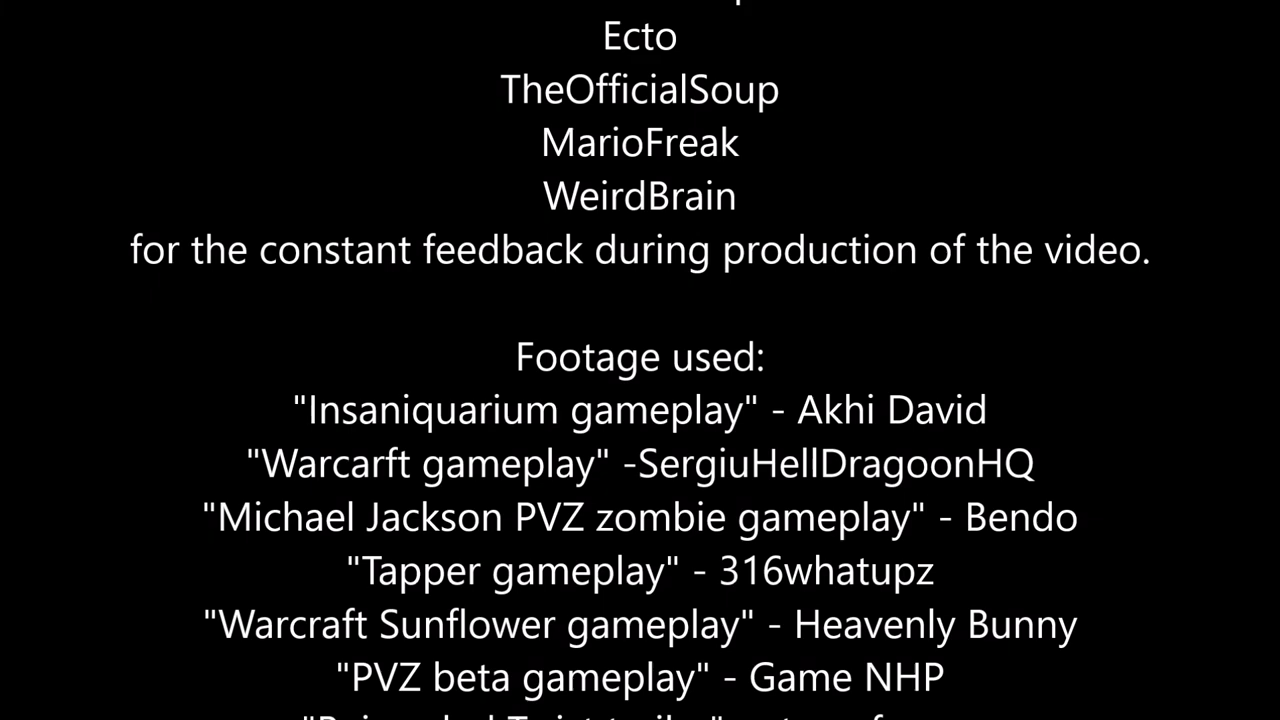 Ecto
TheOfficialSoup
MarioFreak
WeirdBrain
for the constant feedback during production of the video.
Footage used:
"Insaniquarium gameplay" - Akhi David
"Warcarft gameplay" -SergiuHellDragoonHQ
"Michael Jackson PVZ zombie gameplay" - Bendo
"Tapper gameplay" - 316whatupz
"Warcraft Sunflower gameplay" - Heavenly Bunny
"PVZ beta gameplay" - Game NHP